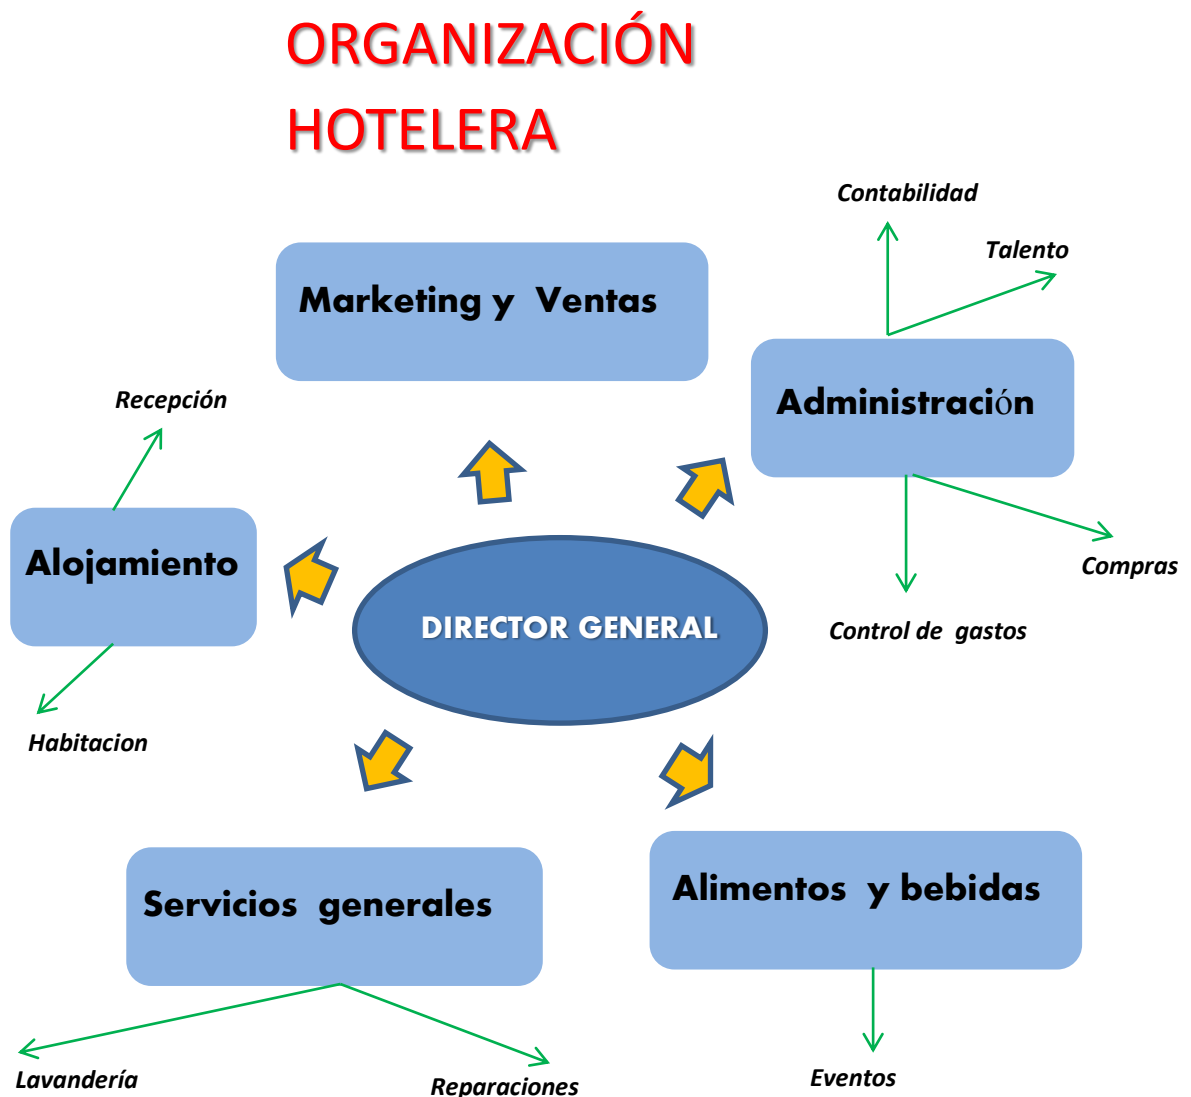 ORGANIZACIÓN
HOTELERA
Contabilidad
Talento
Marketing y Ventas
Administración
Recepción
Alojamiento
Compras
DIRECTOR GENERAL
Control de gastos
Habitacion
Servicios generales
Alimentos y bebidas
Lavandería
Reparaciones
Eventos